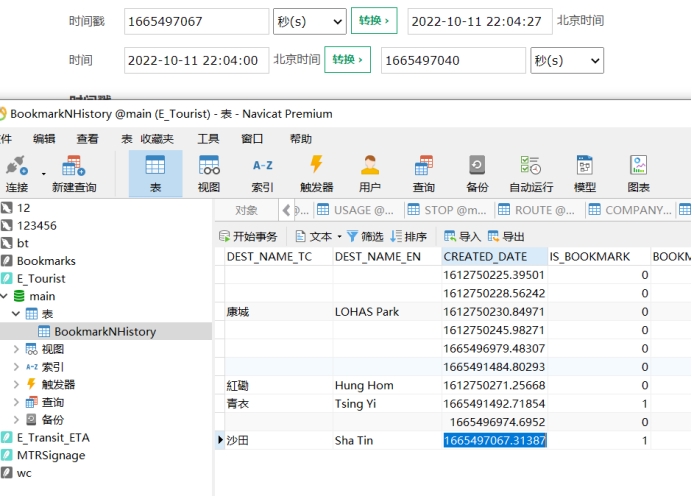 时间戳 1665497067 秒(s) 转换 › 2022-10-11 22:04:27 北京时间
时间 2022-10-11 22:04:00 北京时间 转换 › 1665497040 秒(s)
BookmarkNHistory @main (E_Tourist) - 表 - Navicat Premium
件 编辑 查看 表 收藏夹 工具 窗口 帮助
连接 新建查询 表 视图 A-Z 索引 触发器 用户 查询 备份 自动运行 模型 图表
12
123456
bt
Bookmarks
E_Tourist
main
表
BookmarkNHistory
视图
A-Z 索引
触发器
查询
备份
E_Transit_ETA
MTRSignage
wc
对象 @... USAGE @... STOP @m... ROUTE @... COMPANY...
开始事务 文本 筛选 排序 导入 导出
DEST_NAME_TC DEST_NAME_EN CREATED_DATE IS_BOOKMARK BOOKM
1612750225.39501 0
1612750228.56242 0
康城 LOHAS Park 1612750230.84971 0
1612750245.98271 0
1665496979.48307 0
1665491484.80293 0
紅磡 Hung Hom 1612750271.25668 0
青衣 Tsing Yi 1665491492.71854 1
1665496974.6952 0
沙田 Sha Tin 1665497067.31387 1